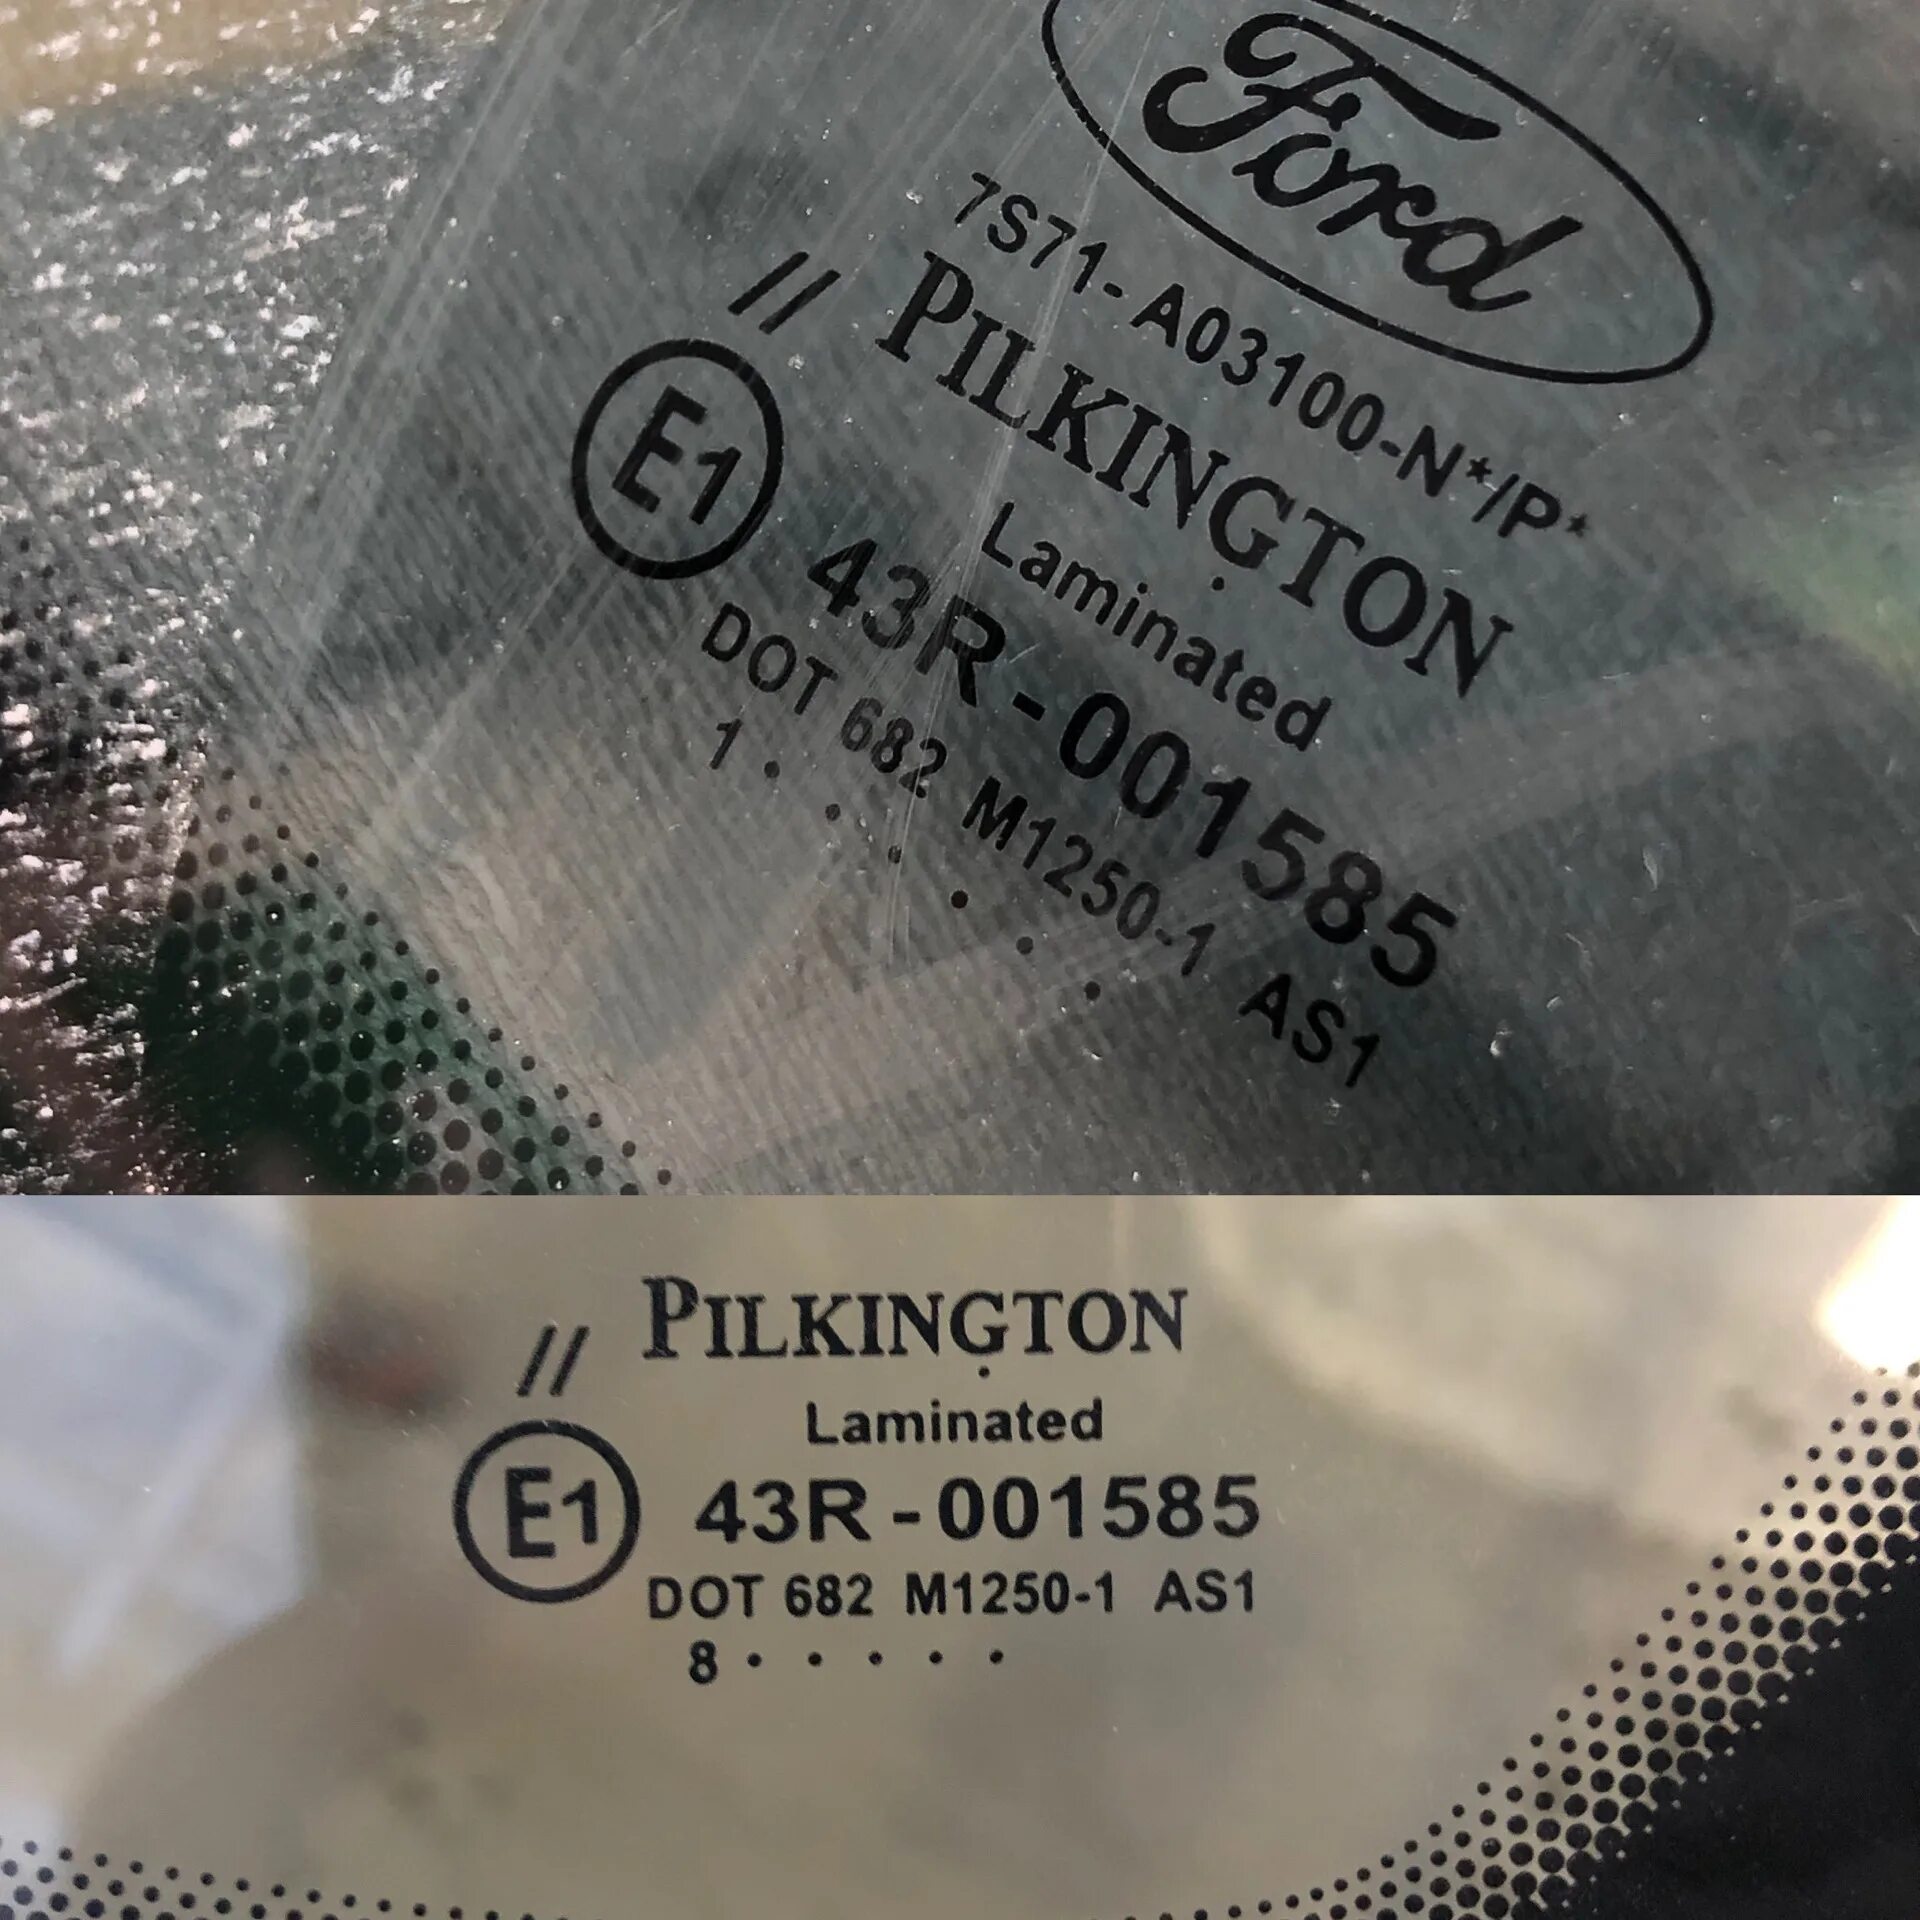 Ford
7S71-A03100-N*/P*
// PILKINGTON
Laminated
E1 43R-001585
DOT 682 M1250-1 AS1
1 . . . . . .
// PILKINGTON
Laminated
E1 43R-001585
DOT 682 M1250-1 AS1
8 . . . . .